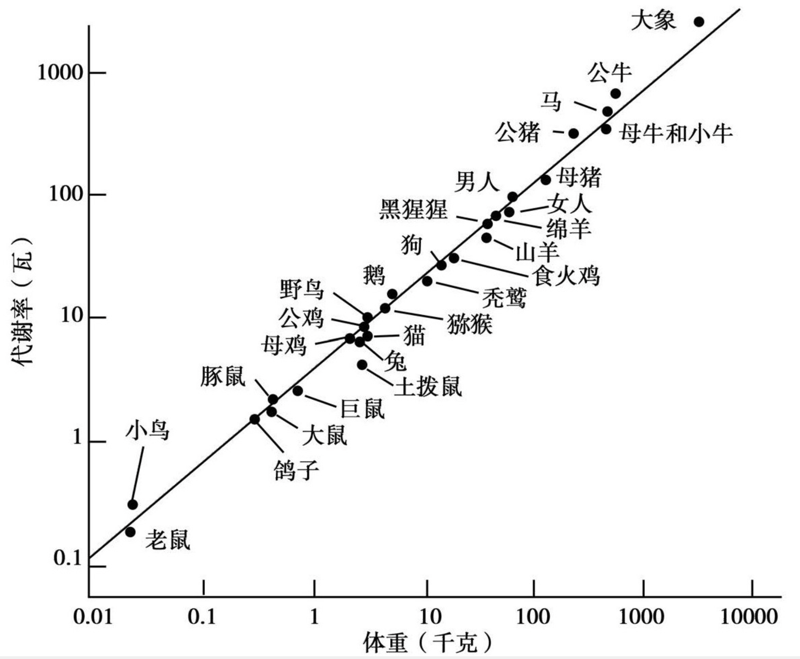 大象
1000
公牛
马
公猪
母牛和小牛
100
男人
母猪
黑猩猩
女人
绵羊
狗
山羊
食火鸡
鹅
秃鹫
野鸟
10
公鸡
猕猴
母鸡
猫
兔
豚鼠
土拨鼠
巨鼠
小鸟
1
大鼠
鸽子
老鼠
0.1
代谢率（瓦）
0.01 0.1 1 10 100 1000 10000
体重（千克）